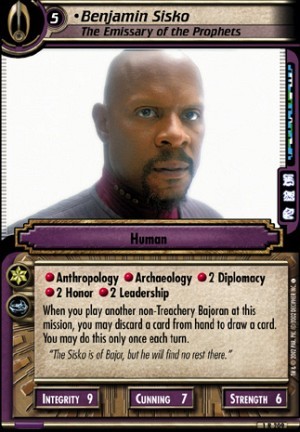 5
•Benjamin Sisko
The Emissary of the Prophets
Human
Anthropology Archaeology 2 Diplomacy
2 Honor 2 Leadership
When you play another non-Treachery Bajoran at this
mission, you may discard a card from hand to draw a card.
You may do this only once each turn.
"The Sisko is of Bajor, but he will find no rest there."
INTEGRITY 9 CUNNING 7 STRENGTH 6